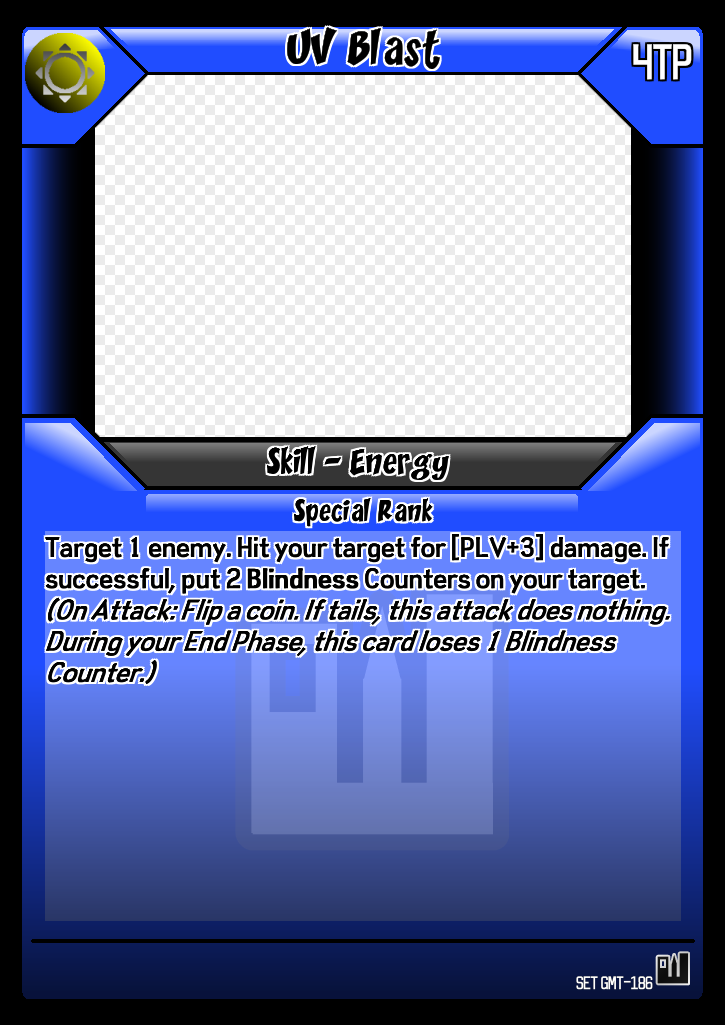 UV Blast
4TP
Skill - Energy
Special Rank
Target 1 enemy. Hit your target for [PLV+3] damage. If
successful, put 2 Blindness Counters on your target.
(On Attack: Flip a coin. If tails, this attack does nothing.
During your End Phase, this card loses 1 Blindness
Counter.)
SET GMT-186